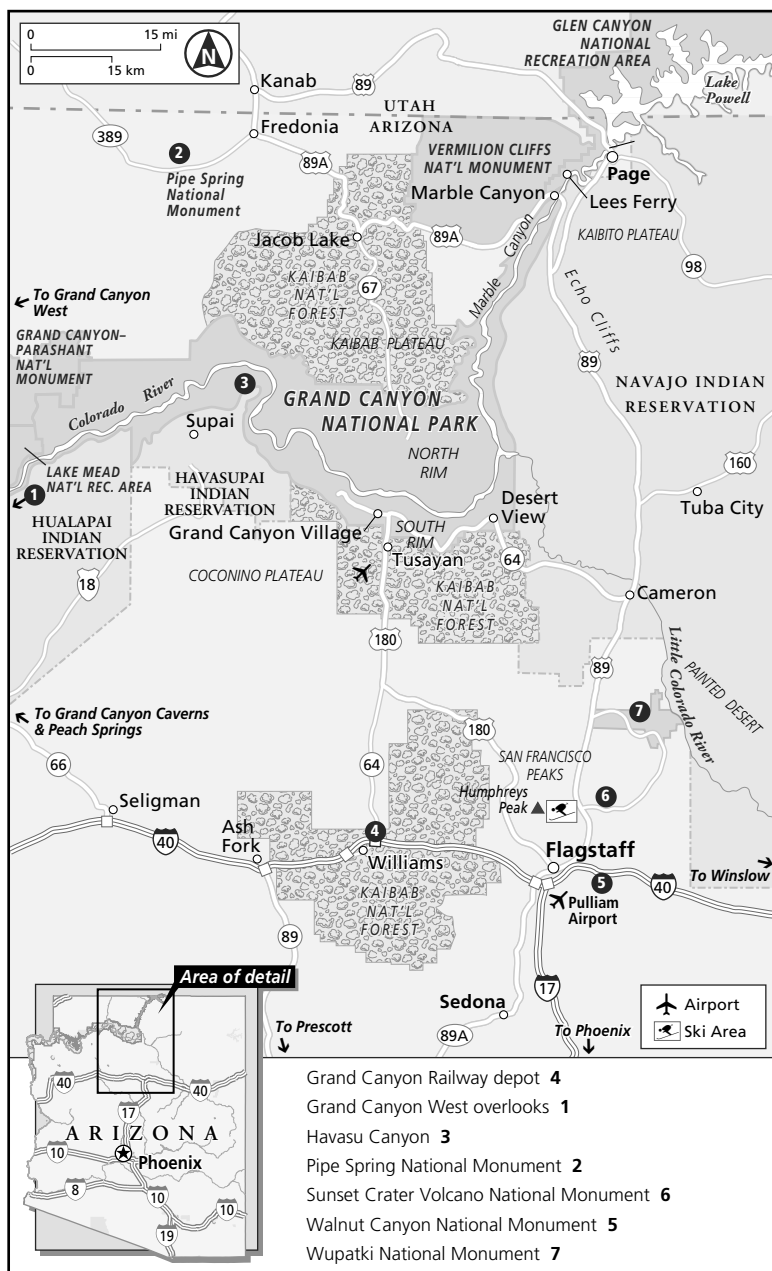 0 15 mi
0 15 km
N
GLEN CANYON
NATIONAL
RECREATION AREA
Lake
Powell
Kanab
89
UTAH
ARIZONA
389
Fredonia
2
Pipe Spring
National
Monument
89A
VERMILION CLIFFS
NAT'L MONUMENT
Page
Marble Canyon
Lees Ferry
Jacob Lake
89A
KAIBITO PLATEAU
98
KAIBAB
NAT'L
FOREST
67
Marble Canyon
Echo Cliffs
To Grand Canyon
West
KAIBAB PLATEAU
GRAND CANYON–
PARASHANT
NAT'L
MONUMENT
89
3
Colorado River
GRAND CANYON
NATIONAL PARK
NAVAJO INDIAN
RESERVATION
Supai
NORTH
RIM
160
LAKE MEAD
NAT'L REC. AREA
1
HAVASUPAI
INDIAN
RESERVATION
Desert
View
Tuba City
HUALAPAI
INDIAN
RESERVATION
Grand Canyon Village
SOUTH
RIM
Tusayan
64
18
COCONINO PLATEAU
KAIBAB
NAT'L
FOREST
Cameron
180
89
Little Colorado River
PAINTED DESERT
To Grand Canyon Caverns
& Peach Springs
7
180
SAN FRANCISCO
PEAKS
66
64
Humphreys
Peak
6
Seligman
40
Ash
Fork
4
Williams
Flagstaff
To Winslow
5
40
Pulliam
Airport
KAIBAB
NAT'L
FOREST
89
Area of detail
17
Sedona
89A
To Prescott
To Phoenix
Airport
Ski Area
40
40
17
ARIZONA
10
Phoenix
8
10
10
19
Grand Canyon Railway depot 4
Grand Canyon West overlooks 1
Havasu Canyon 3
Pipe Spring National Monument 2
Sunset Crater Volcano National Monument 6
Walnut Canyon National Monument 5
Wupatki National Monument 7